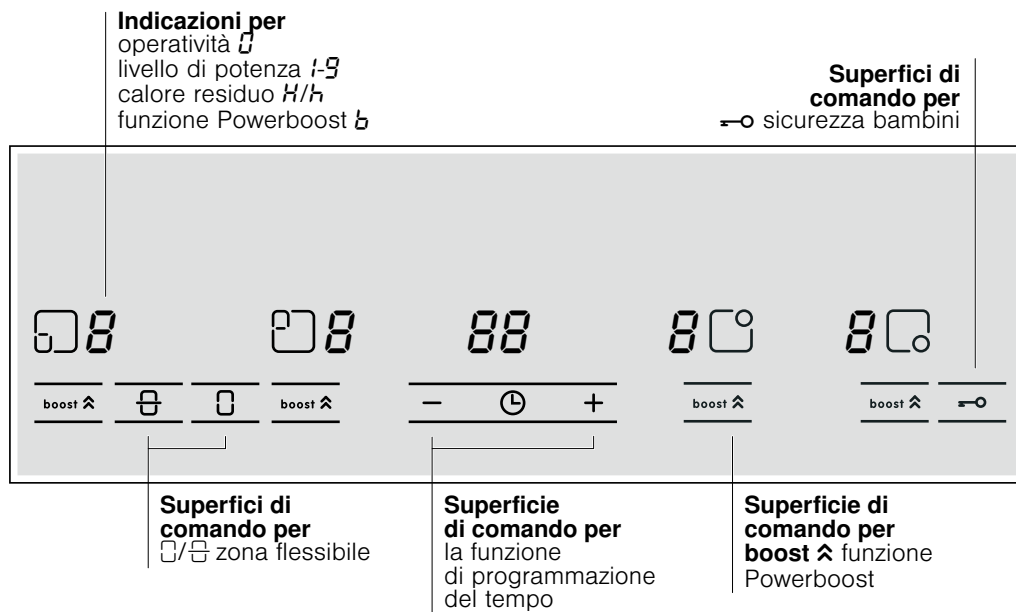 Indicazioni per
operatività 0
livello di potenza 1-9
calore residuo H/h
funzione Powerboost b
Superfici di
comando per
sicurezza bambini
8 8 88 8 8
boost boost − + boost boost
Superfici di
comando per
/ zona flessibile
Superficie
di comando per
la funzione
di programmazione
del tempo
Superficie di
comando per
boost funzione
Powerboost